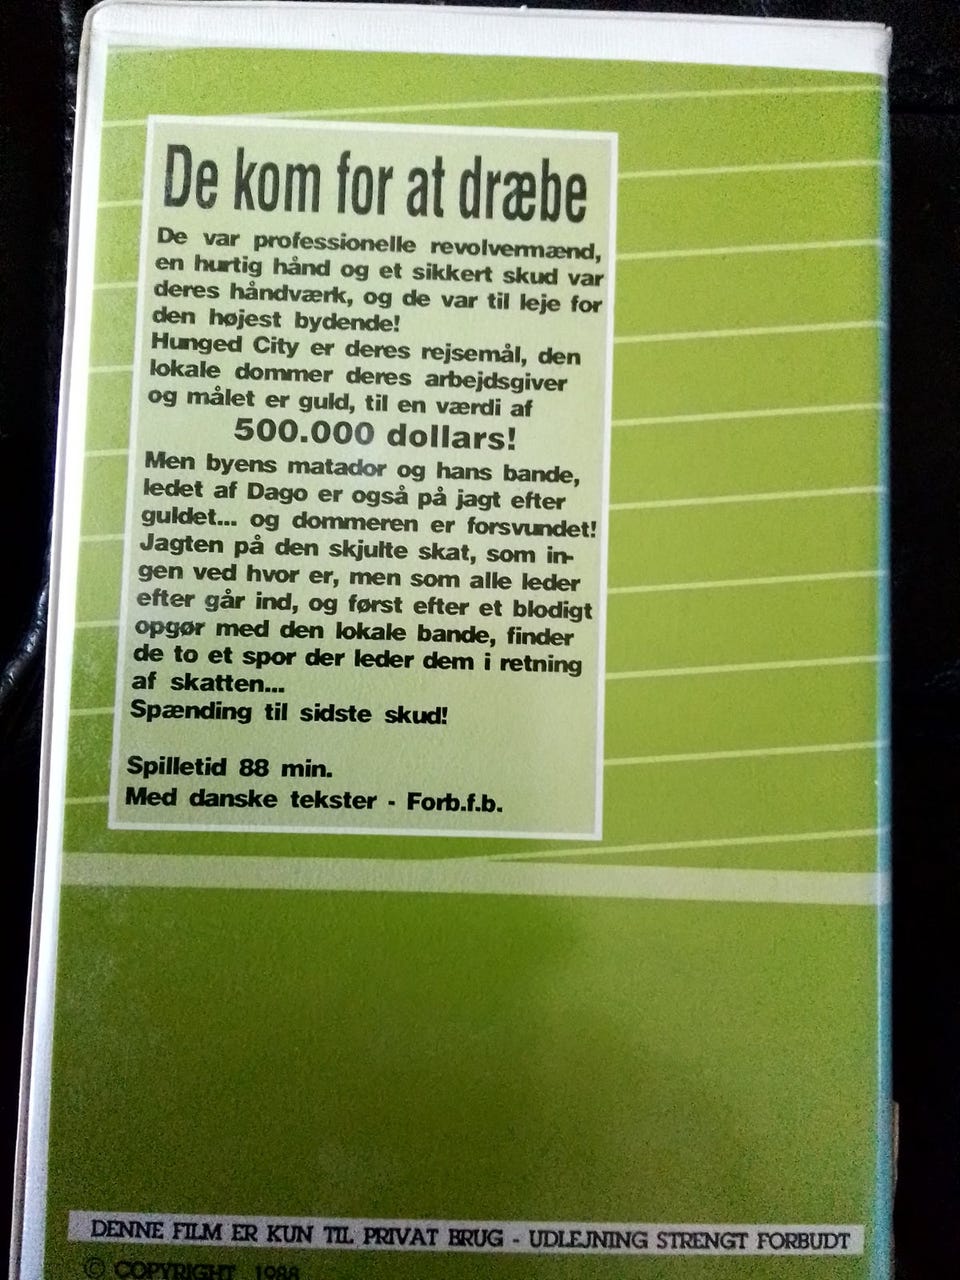 De kom for at dræbe
De var professionelle revolvermænd,
en hurtig hånd og et sikkert skud var
deres håndværk, og de var til leje for
den højest bydende!
Hunged City er deres rejsemål, den
lokale dommer deres arbejdsgiver
og målet er guld, til en værdi af
500.000 dollars!
Men byens matador og hans bande,
ledet af Dago er også på jagt efter
guldet... og dommeren er forsvundet!
Jagten på den skjulte skat, som in-
gen ved hvor er, men som alle leder
efter går ind, og først efter et blodigt
opgør med den lokale bande, finder
de to et spor der leder dem i retning
af skatten...
Spænding til sidste skud!
Spilletid 88 min.
Med danske tekster - Forb.f.b.
DENNE FILM ER KUN TIL PRIVAT BRUG - UDLEJNING STRENGT FORBUDT
© COPYRIGHT 1988